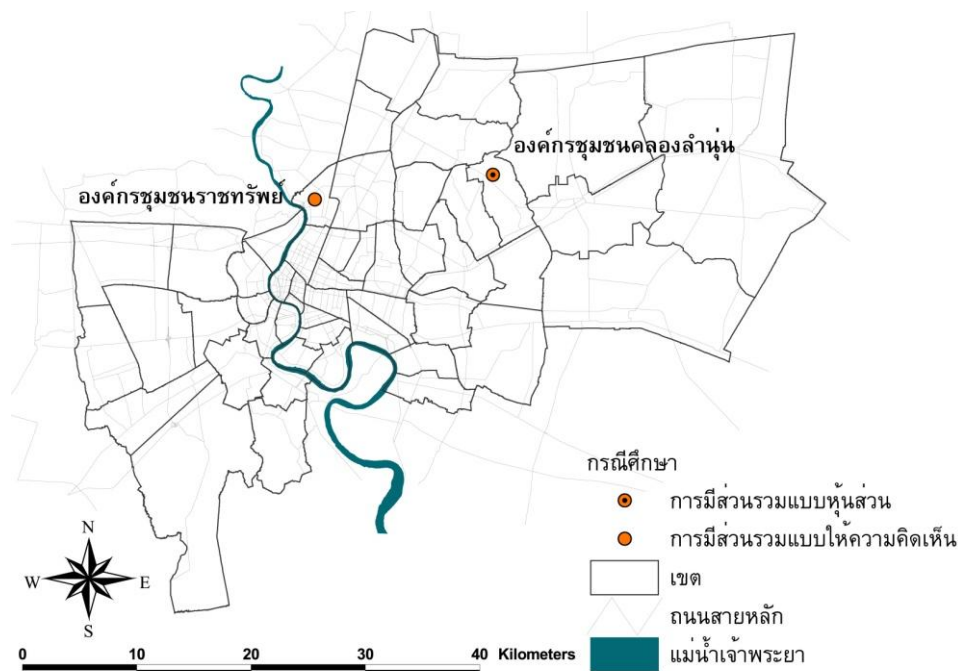 องค์กรชุมชนคลองลำนุ่น
องค์กรชุมชนราชทรัพย์
กรณีศึกษา
การมีส่วนรวมแบบหุ้นส่วน
การมีส่วนรวมแบบให้ความคิดเห็น
เขต
ถนนสายหลัก
แม่น้ำเจ้าพระยา
N
W E
S
0 10 20 30 40 Kilometers